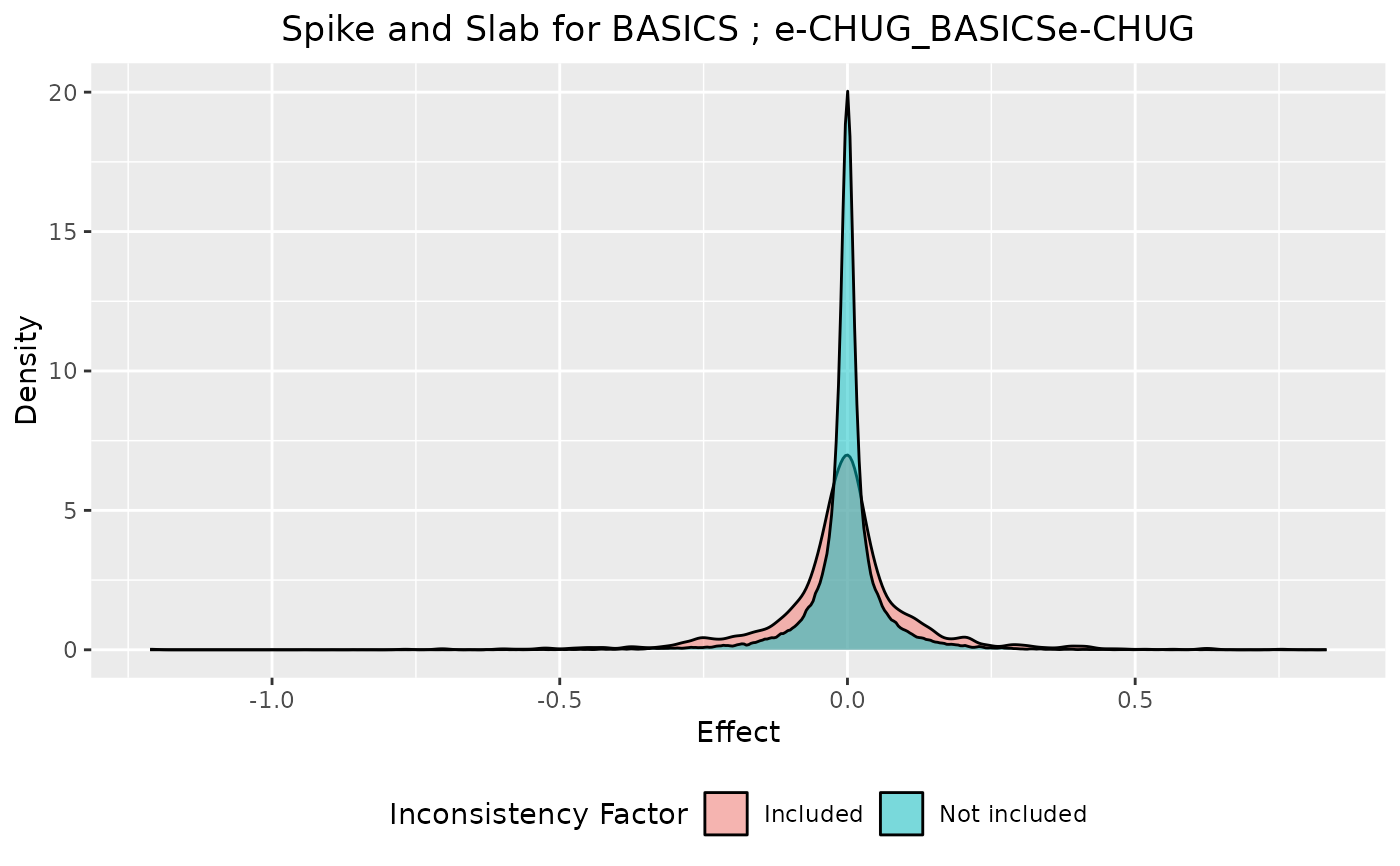 Spike and Slab for BASICS ; e-CHUG_BASICSe-CHUG
20
15
10
5
0
Density
-1.0 -0.5 0.0 0.5
Effect
Inconsistency Factor Included Not included